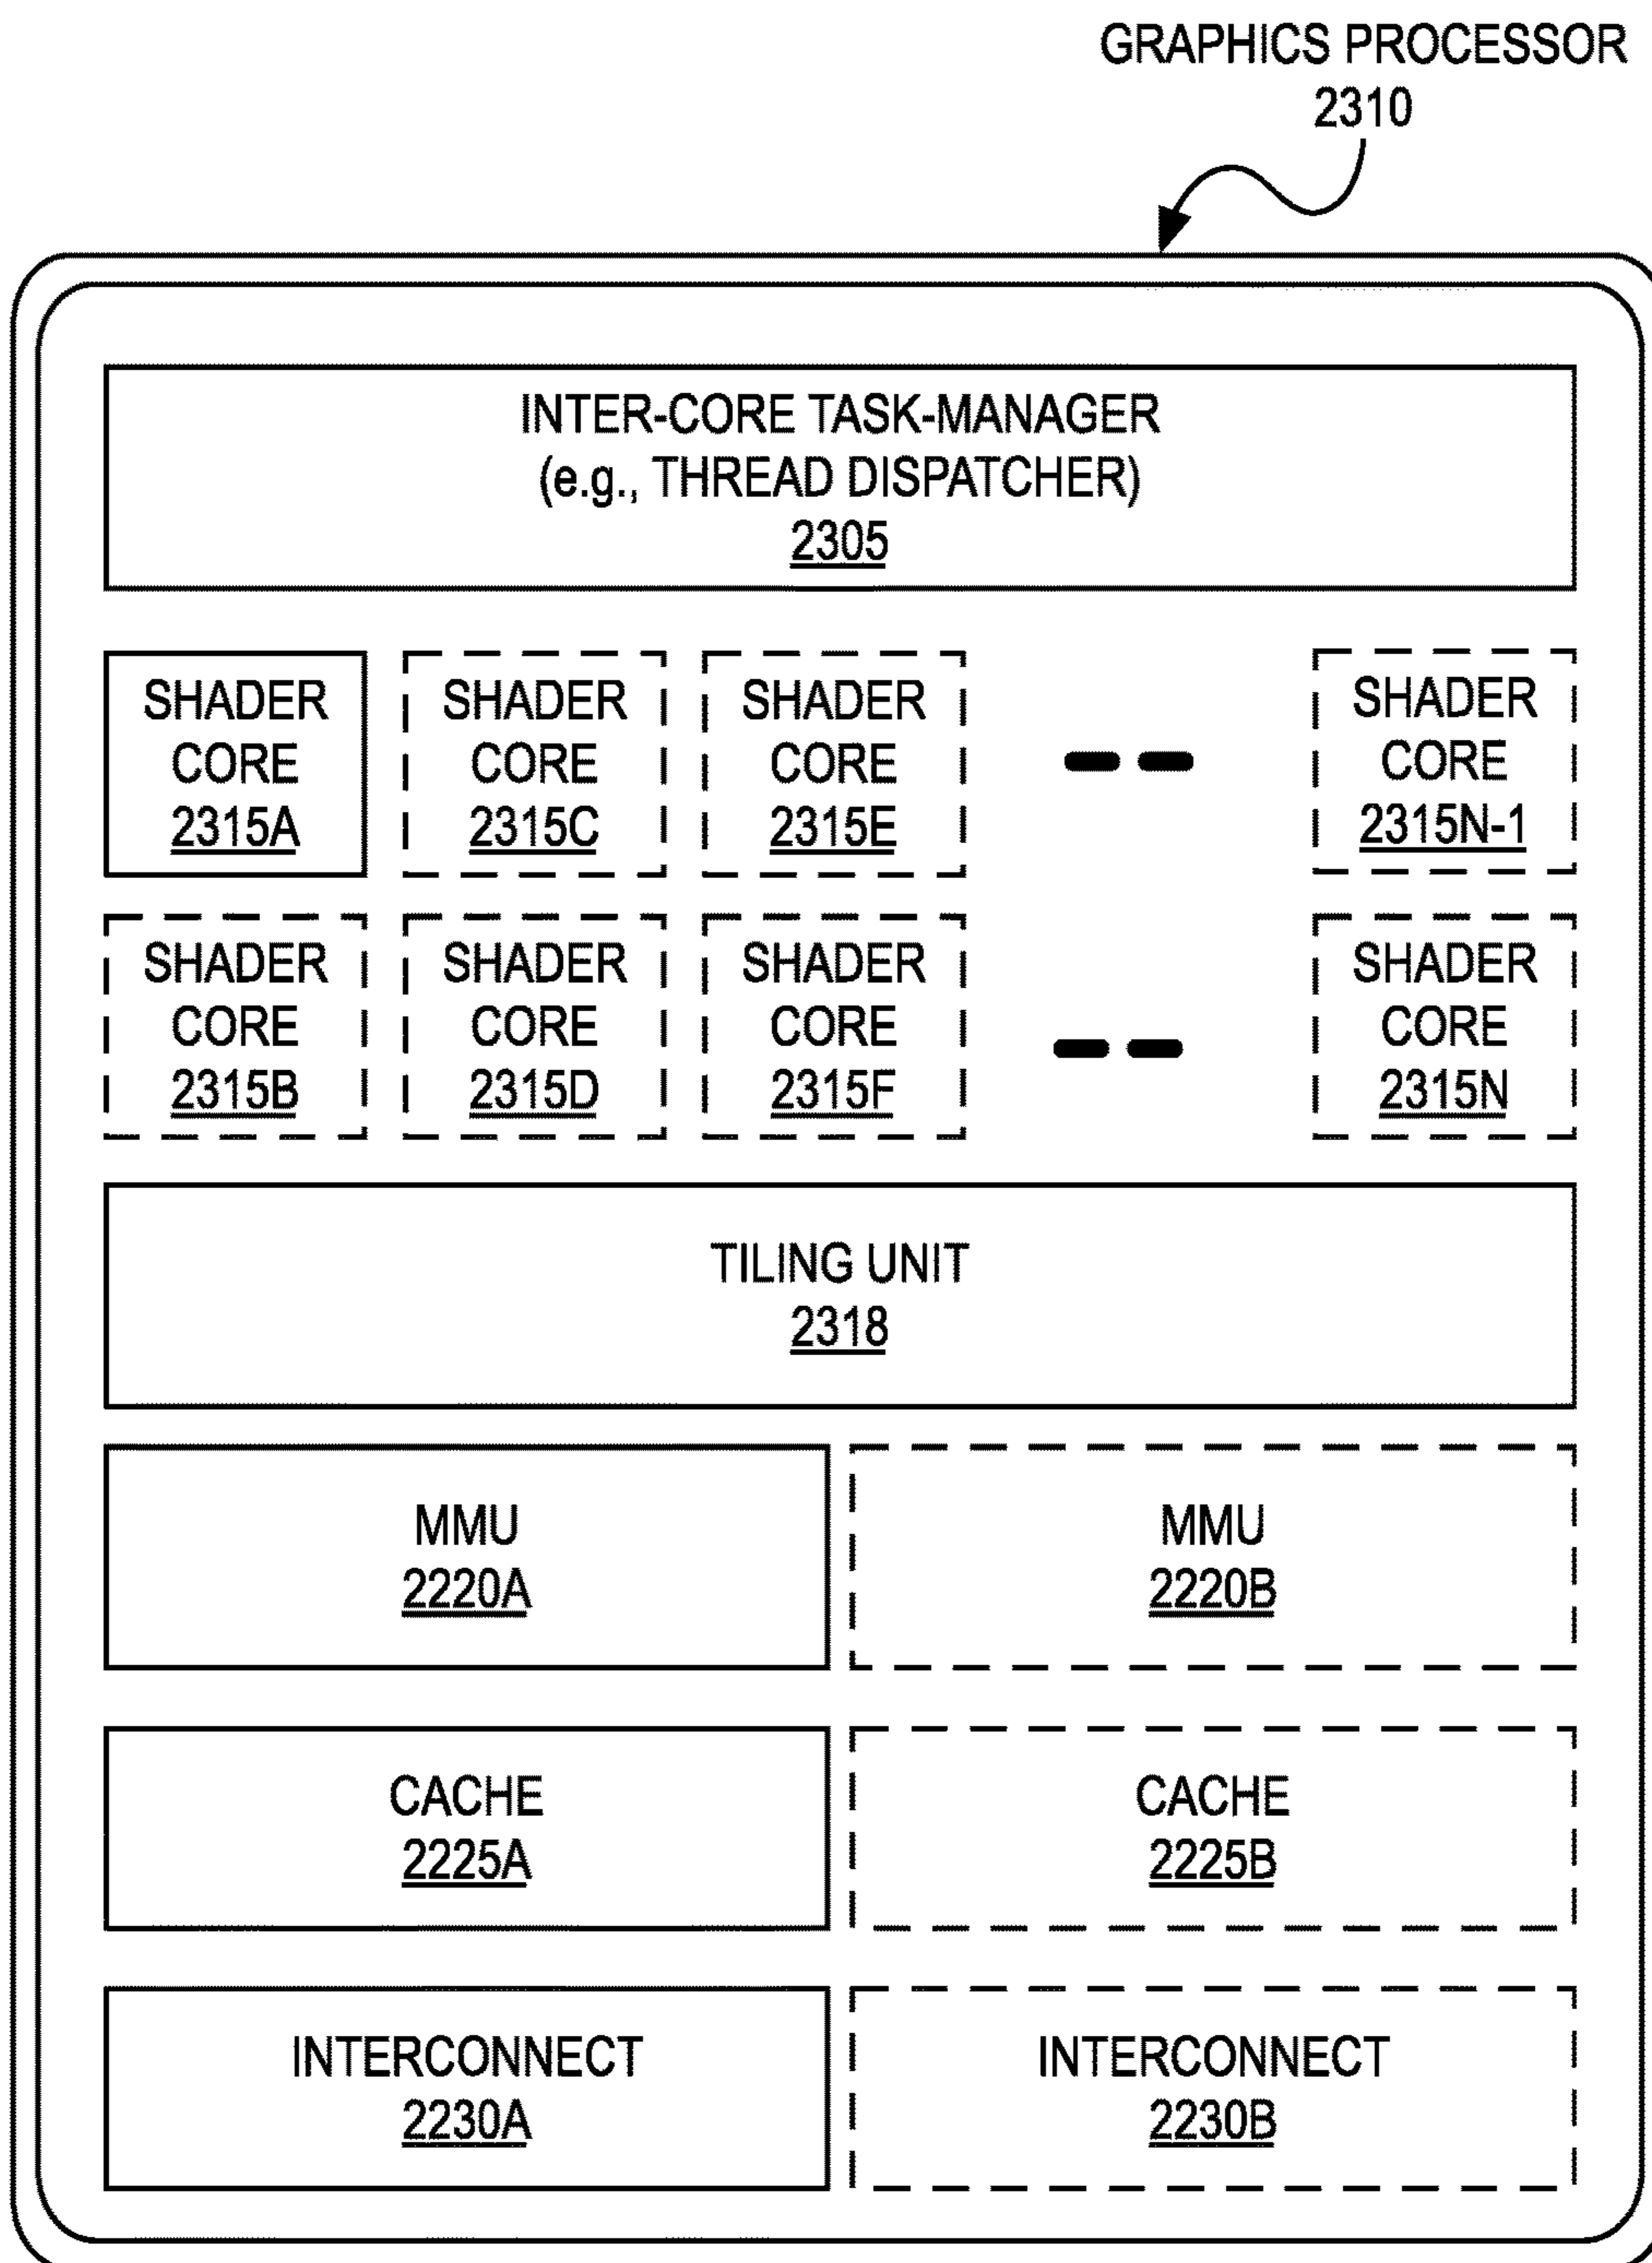 GRAPHICS PROCESSOR
2310
INTER-CORE TASK-MANAGER
(e.g., THREAD DISPATCHER)
2305
SHADER
CORE
2315A
SHADER
CORE
2315C
SHADER
CORE
2315E
SHADER
CORE
2315N-1
SHADER
CORE
2315B
SHADER
CORE
2315D
SHADER
CORE
2315F
SHADER
CORE
2315N
TILING UNIT
2318
MMU
2220A
MMU
2220B
CACHE
2225A
CACHE
2225B
INTERCONNECT
2230A
INTERCONNECT
2230B